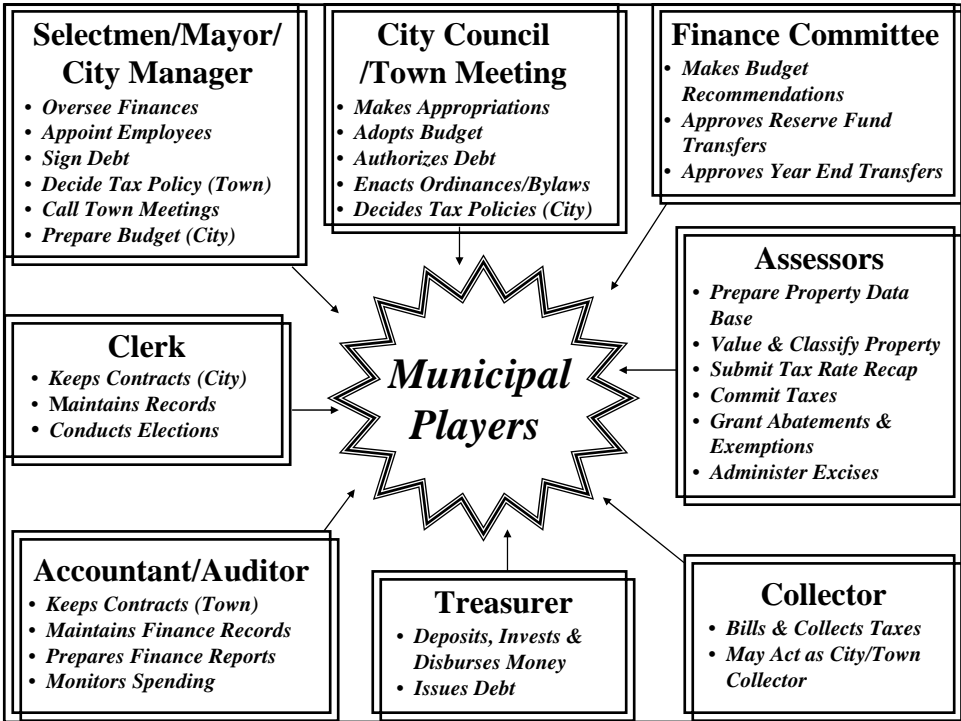 Selectmen/Mayor/
City Manager
• Oversee Finances
• Appoint Employees
• Sign Debt
• Decide Tax Policy (Town)
• Call Town Meetings
• Prepare Budget (City)
City Council
/Town Meeting
• Makes Appropriations
• Adopts Budget
• Authorizes Debt
• Enacts Ordinances/Bylaws
• Decides Tax Policies (City)
Finance Committee
• Makes Budget
Recommendations
• Approves Reserve Fund
Transfers
• Approves Year End Transfers
Clerk
• Keeps Contracts (City)
• Maintains Records
• Conducts Elections
Municipal
Players
Assessors
• Prepare Property Data
Base
• Value & Classify Property
• Submit Tax Rate Recap
• Commit Taxes
• Grant Abatements &
Exemptions
• Administer Excises
Accountant/Auditor
• Keeps Contracts (Town)
• Maintains Finance Records
• Prepares Finance Reports
• Monitors Spending
Treasurer
• Deposits, Invests &
Disburses Money
• Issues Debt
Collector
• Bills & Collects Taxes
• May Act as City/Town
Collector